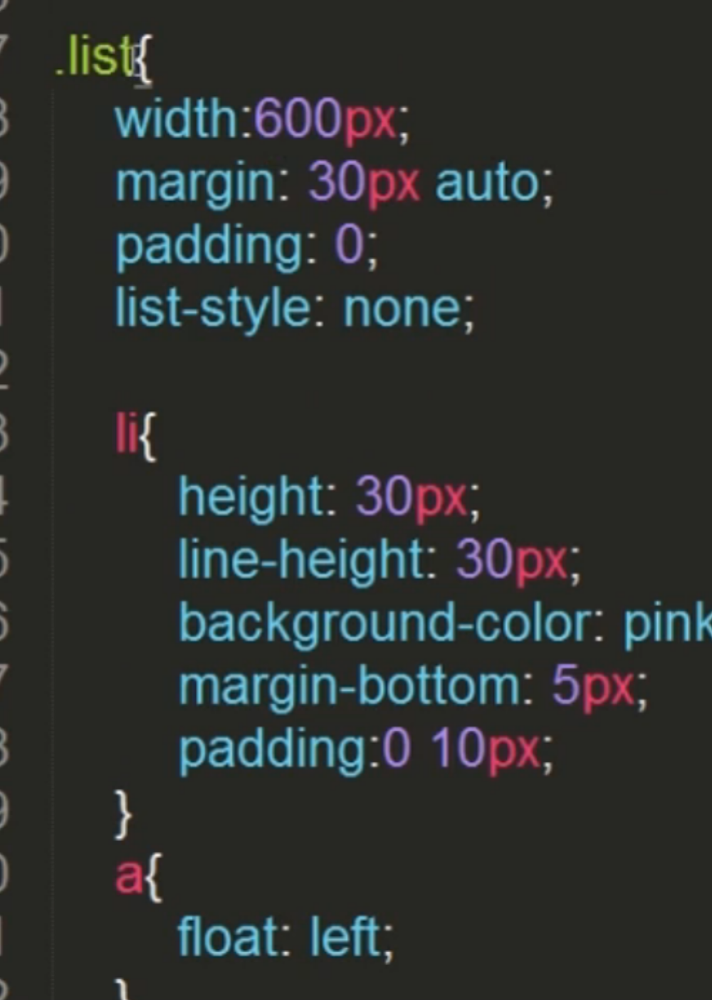 .list{
width:600px;
margin: 30px auto;
padding: 0;
list-style: none;
li{
height: 30px;
line-height: 30px;
background-color: pink
margin-bottom: 5px;
padding:0 10px;
}
a{
float: left;
}